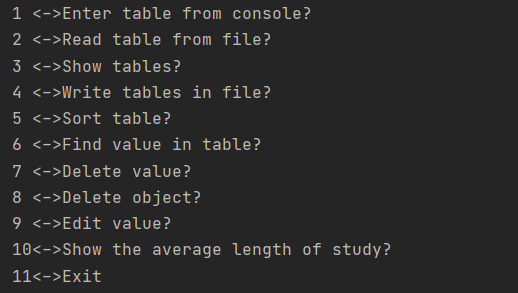 1 <->Enter table from console?
2 <->Read table from file?
3 <->Show tables?
4 <->Write tables in file?
5 <->Sort table?
6 <->Find value in table?
7 <->Delete value?
8 <->Delete object?
9 <->Edit value?
10<->Show the average length of study?
11<->Exit